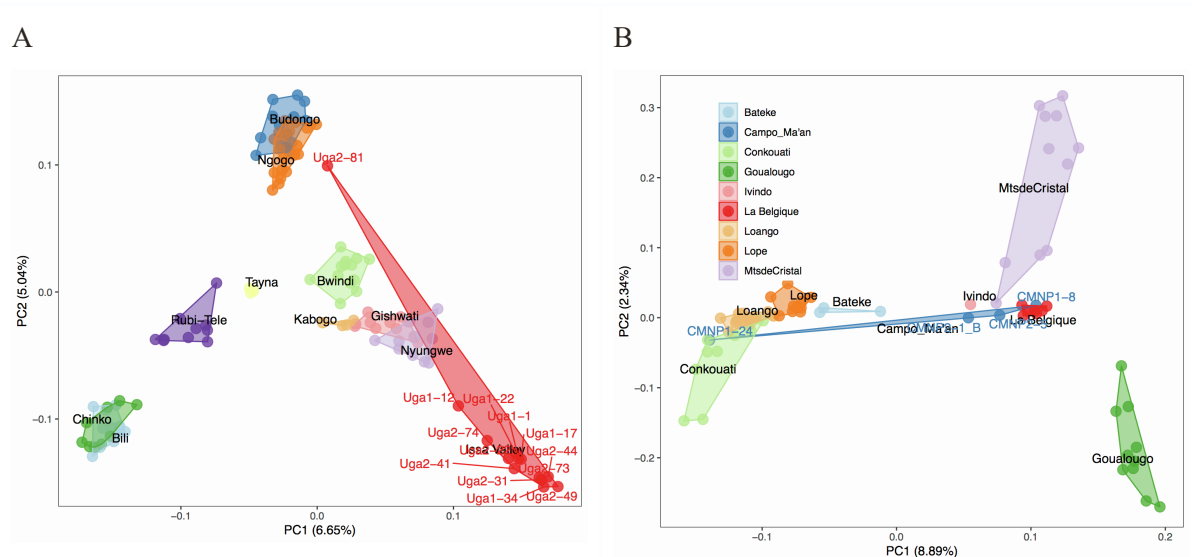 A
B
Budongo
Ngogo
Uga2−81
Bwindi
Tayna
Rubi−Tele
Kabogo
Gishwati
Nyungwe
Uga1−12
Uga1−22
Uga1−1
Uga2−74
Uga1−17
Issa Valley
Uga2−44
Uga2−41
Uga2−73
Uga2−31
Uga1−34
Uga2−49
Chinko
Bili
0.1
0.0
−0.1
−0.1
0.0
0.1
PC1 (6.65%)
PC2 (5.04%)
Bateke
Campo_Ma'an
Conkouati
Goualougo
Ivindo
La Belgique
Loango
Lope
MtsdeCristal
MtsdeCristal
Lope
Bateke
Loango
Ivindo
CMNP1−8
La Belgique
CMNP1−24
Campo_Ma'an
Conkouati
Goualougo
0.3
0.2
0.1
0.0
−0.1
−0.2
−0.1
0.0
0.1
0.2
PC1 (8.89%)
PC2 (2.34%)